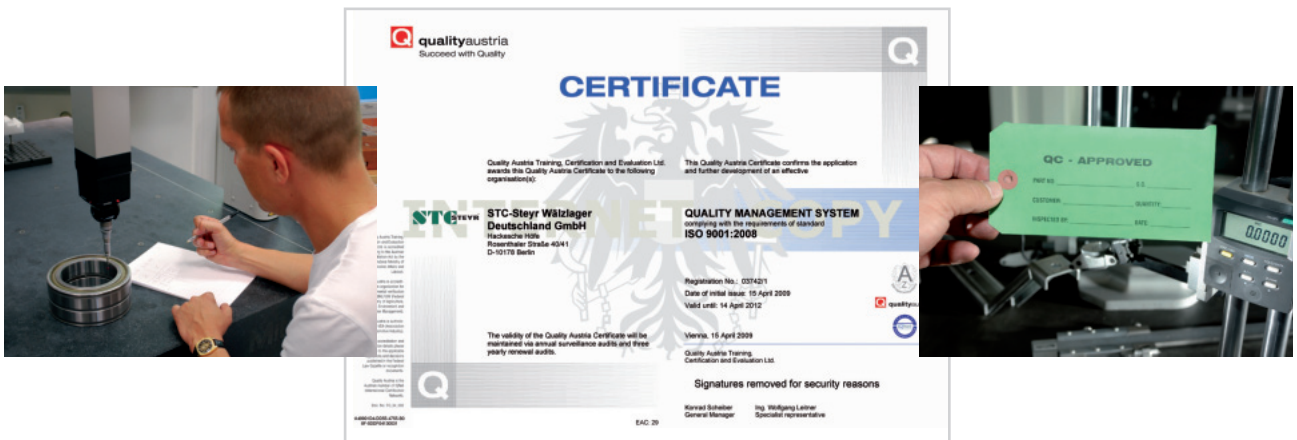 qualityaustria
Succeed with Quality
Q
CERTIFICATE
Quality Austria Training, Certification and Evaluation Ltd.
awards this Quality Austria Certificate to the following
organisation(s):
This Quality Austria Certificate confirms the application
and further development of an effective
INTERNET COPY
STC STEYR
STC-Steyr Wälzlager
Deutschland GmbH
Hackesche Höfe
Rosenthaler Straße 40/41
D-10178 Berlin
QUALITY MANAGEMENT SYSTEM
complying with the requirements of standard
ISO 9001:2008
Registration No.: 03742/1
Date of initial issue: 15 April 2009
Valid until: 14 April 2012
The validity of the Quality Austria Certificate will be
maintained via annual surveillance audits and three
yearly renewal audits.
Vienna, 15 April 2009
Quality Austria Training,
Certification and Evaluation Ltd.
Signatures removed for security reasons
Konrad Scheiber
General Manager
Ing. Wolfgang Leitner
Specialist representative
Q
EAC: 29
QC - APPROVED
PART NO.
CUSTOMER
QUANTITY
INSPECTED BY
DATE
0.0000